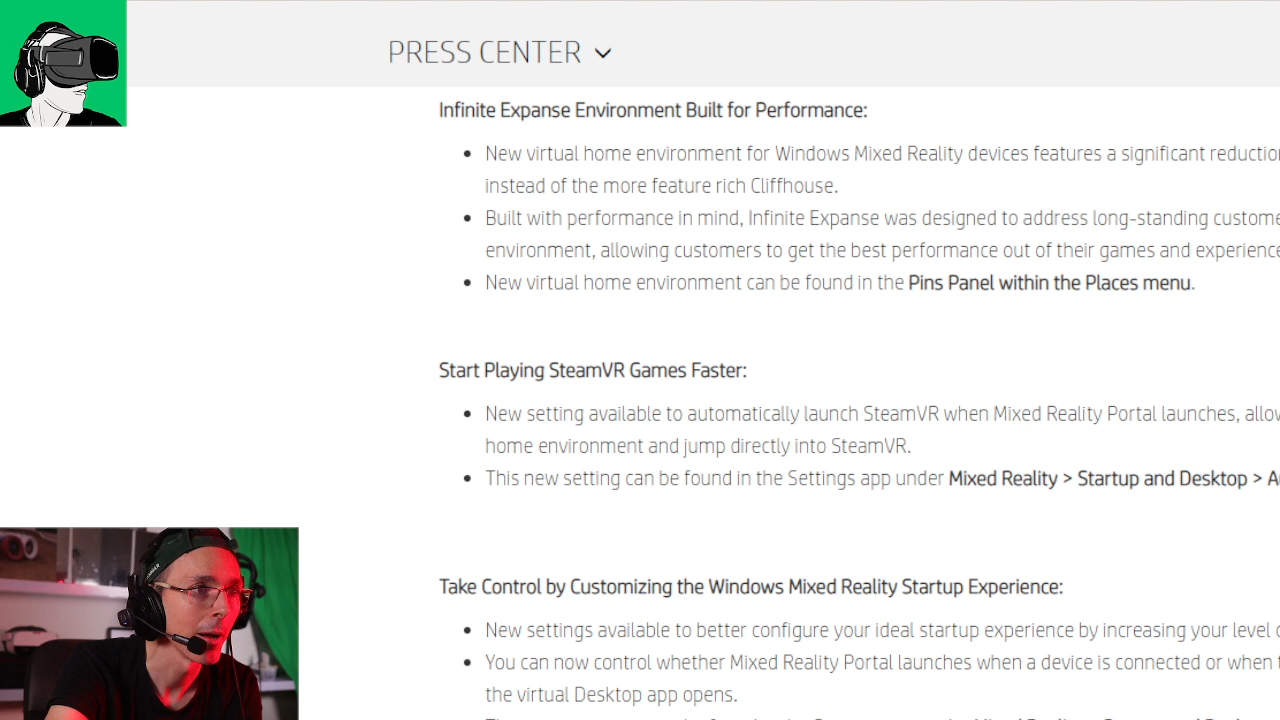 PRESS CENTER
Infinite Expanse Environment Built for Performance:
New virtual home environment for Windows Mixed Reality devices features a significant reductio
instead of the more feature rich Cliffhouse.
Built with performance in mind, Infinite Expanse was designed to address long-standing custome
environment, allowing customers to get the best performance out of their games and experience
New virtual home environment can be found in the Pins Panel within the Places menu.
Start Playing SteamVR Games Faster:
New setting available to automatically launch SteamVR when Mixed Reality Portal launches, allow
home environment and jump directly into SteamVR.
This new setting can be found in the Settings app under Mixed Reality > Startup and Desktop >
Take Control by Customizing the Windows Mixed Reality Startup Experience:
New settings available to better configure your ideal startup experience by increasing your level
You can now control whether Mixed Reality Portal launches when a device is connected or when
the virtual Desktop app opens.